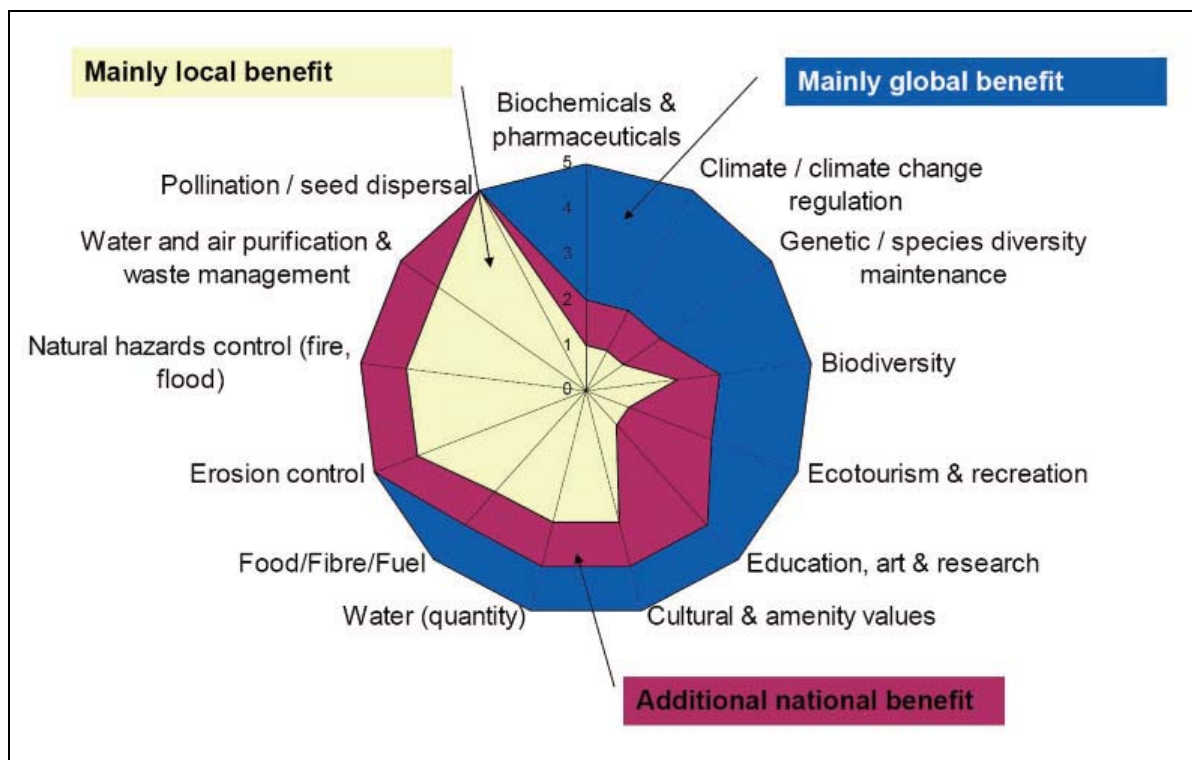 Mainly local benefit
Mainly global benefit
Biochemicals &
pharmaceuticals
Climate / climate change
regulation
Genetic / species diversity
maintenance
Biodiversity
Ecotourism & recreation
Education, art & research
Cultural & amenity values
Water (quantity)
Food/Fibre/Fuel
Erosion control
Natural hazards control (fire,
flood)
Water and air purification &
waste management
Pollination / seed dispersal
5
4
3
2
1
0
Additional national benefit